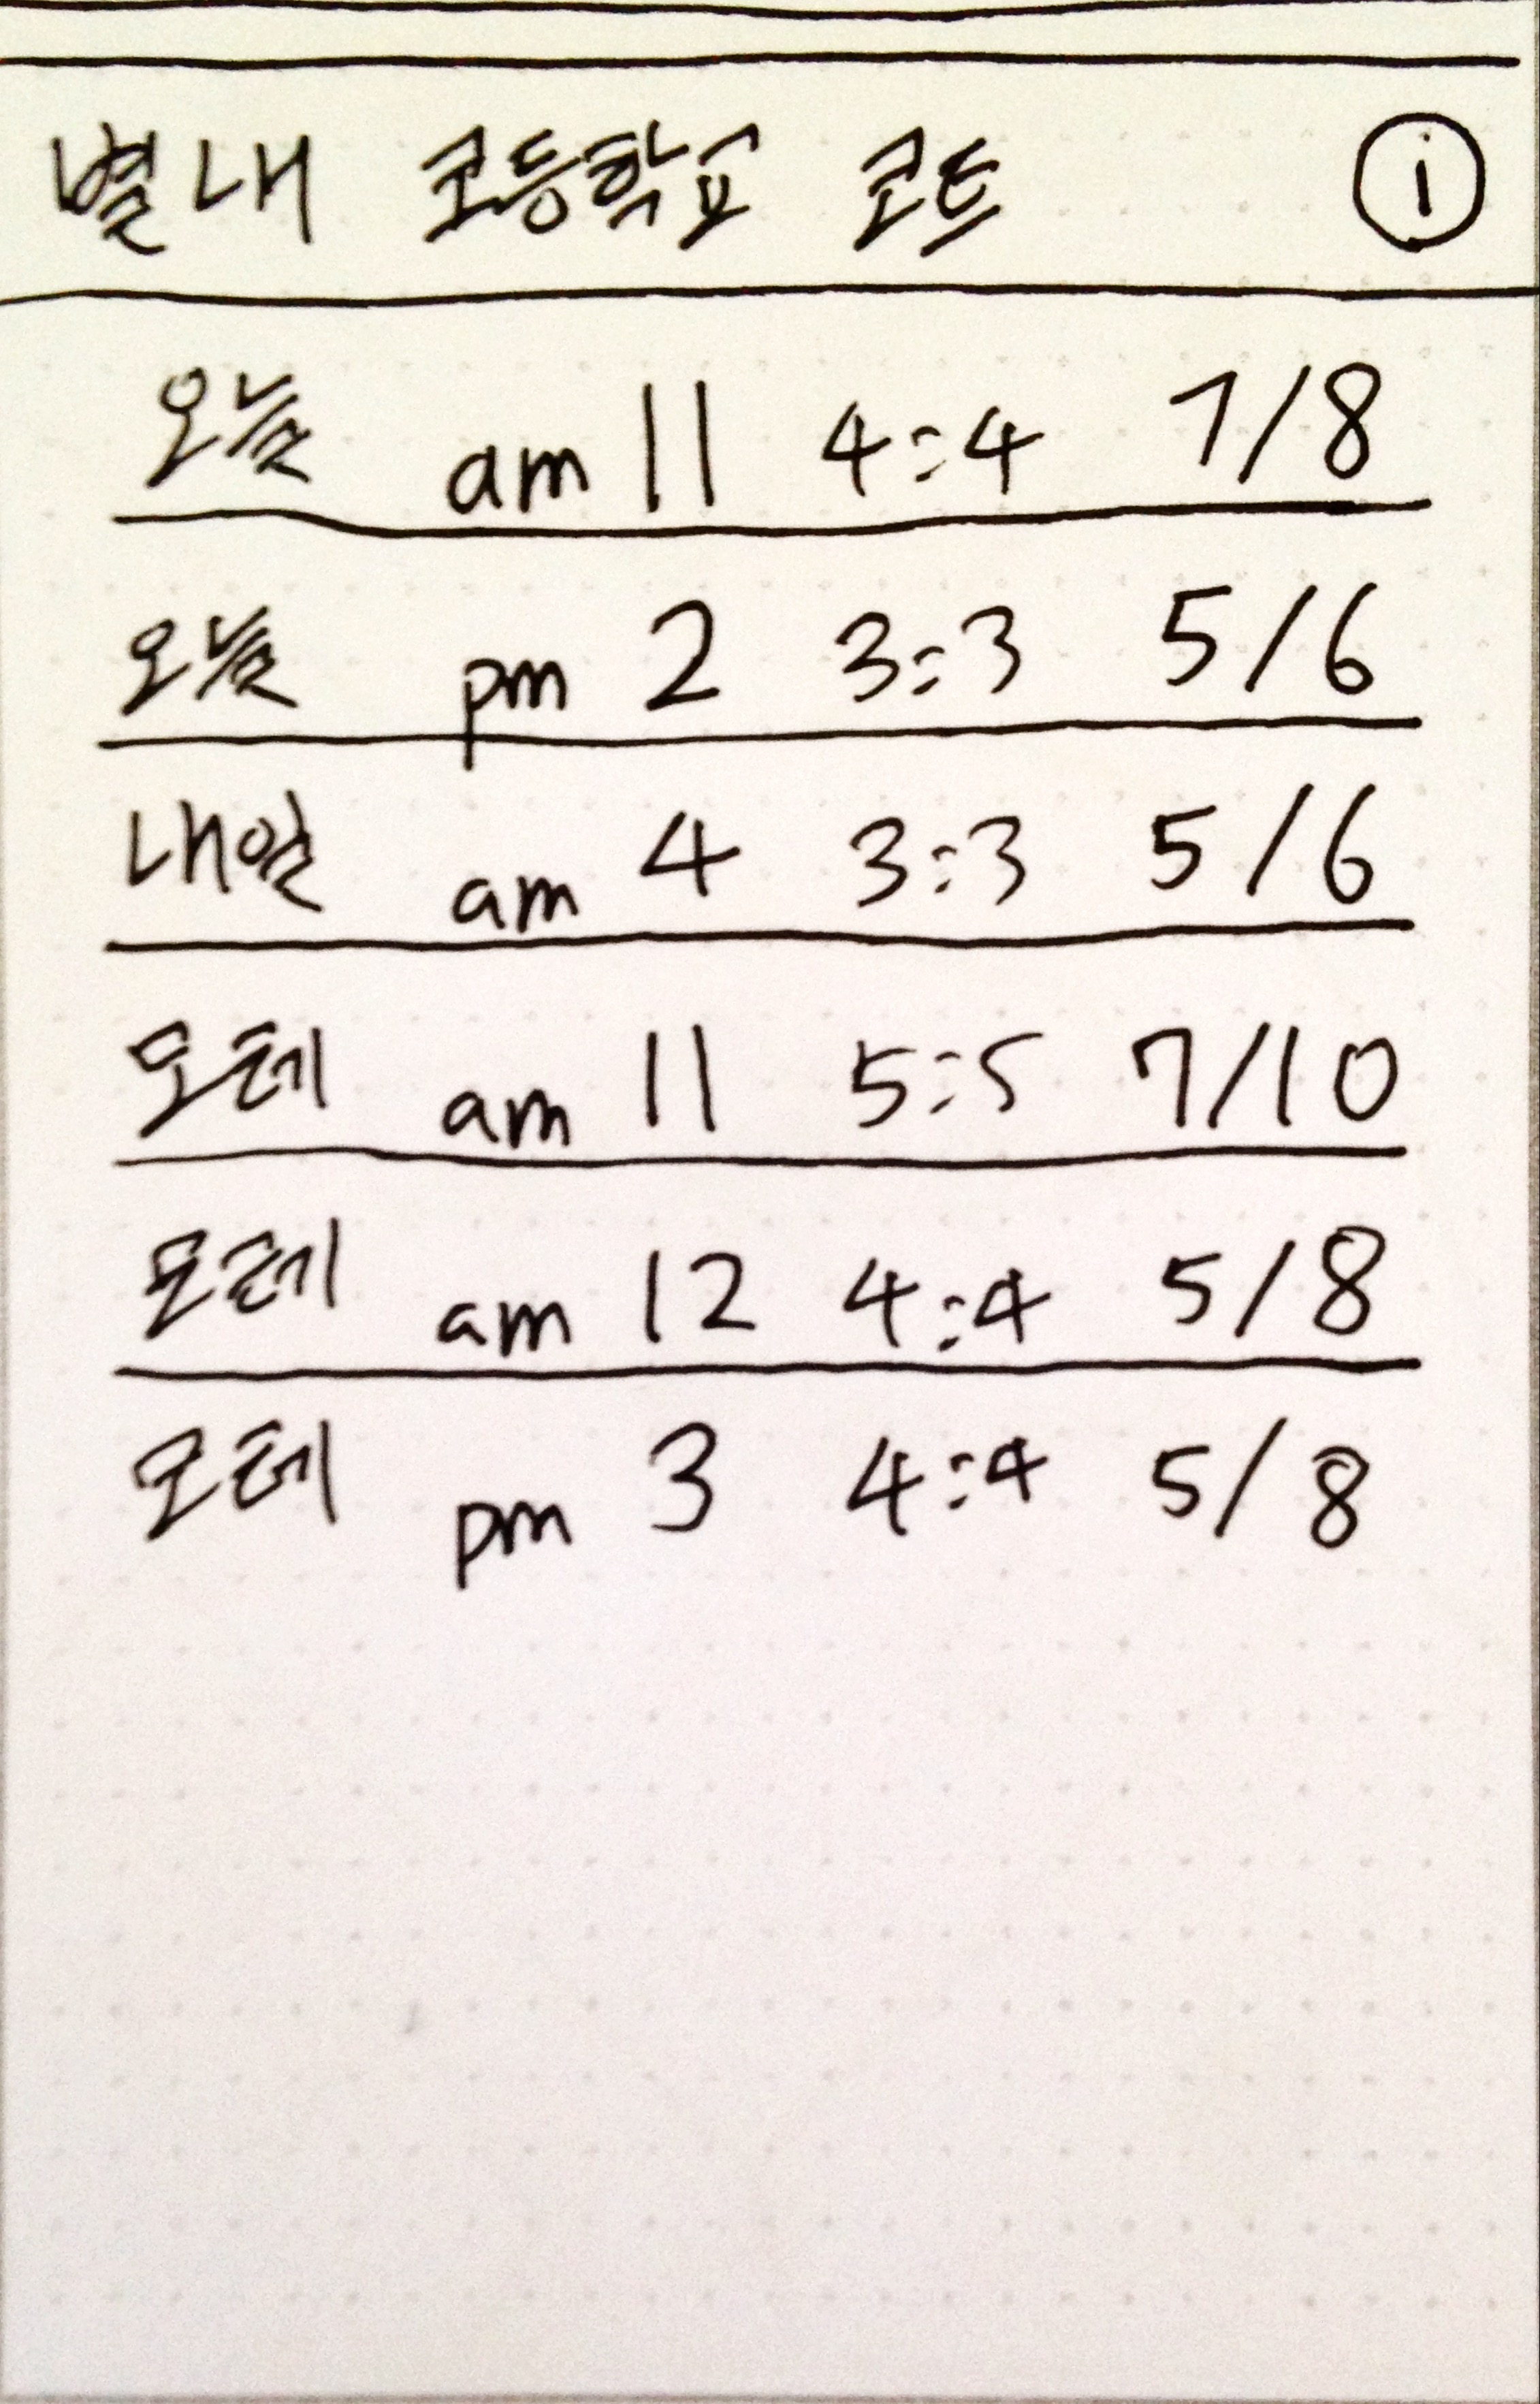 별내 고등학교 코트 i
오늘 am 11 4:4 7/8
오늘 pm 2 3:3 5/6
내일 am 4 3:3 5/6
모레 am 11 5:5 7/10
모레 am 12 4:4 5/8
모레 pm 3 4:4 5/8